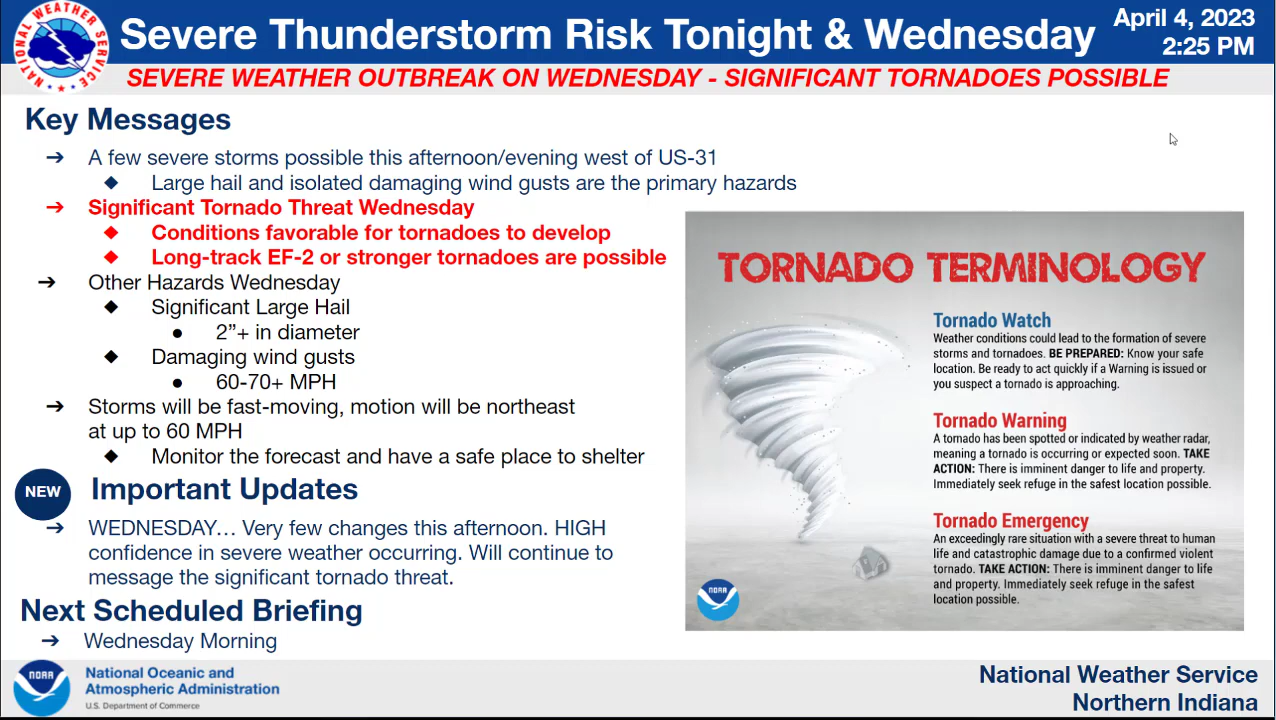 NATIONAL WEATHER SERVICE
Severe Thunderstorm Risk Tonight & Wednesday
April 4, 2023
2:25 PM
SEVERE WEATHER OUTBREAK ON WEDNESDAY - SIGNIFICANT TORNADOES POSSIBLE
Key Messages
➔ A few severe storms possible this afternoon/evening west of US-31
◆ Large hail and isolated damaging wind gusts are the primary hazards
➔ Significant Tornado Threat Wednesday
◆ Conditions favorable for tornadoes to develop
◆ Long-track EF-2 or stronger tornadoes are possible
➔ Other Hazards Wednesday
◆ Significant Large Hail
● 2”+ in diameter
◆ Damaging wind gusts
● 60-70+ MPH
➔ Storms will be fast-moving, motion will be northeast
at up to 60 MPH
◆ Monitor the forecast and have a safe place to shelter
NEW
Important Updates
➔ WEDNESDAY… Very few changes this afternoon. HIGH
confidence in severe weather occurring. Will continue to
message the significant tornado threat.
Next Scheduled Briefing
➔ Wednesday Morning
TORNADO TERMINOLOGY
Tornado Watch
Weather conditions could lead to the formation of severe
storms and tornadoes. BE PREPARED: Know your safe
location. Be ready to act quickly if a Warning is issued or
you suspect a tornado is approaching.
Tornado Warning
A tornado has been spotted or indicated by weather radar,
meaning a tornado is occurring or expected soon. TAKE
ACTION: There is imminent danger to life and property.
Immediately seek refuge in the safest location possible.
Tornado Emergency
An exceedingly rare situation with a severe threat to human
life and catastrophic damage due to a confirmed violent
tornado. TAKE ACTION: There is imminent danger to life
and property. Immediately seek refuge in the safest
location possible.
NOAA
NOAA
National Oceanic and
Atmospheric Administration
U.S. Department of Commerce
National Weather Service
Northern Indiana